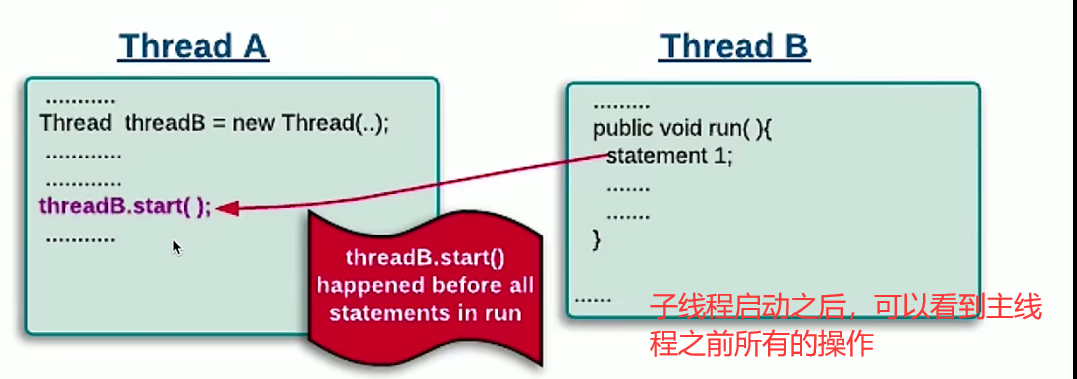 Thread A
...........
Thread threadB = new Thread(..);
............
............
threadB.start( );
...........
threadB.start()
happened before all
statements in run
Thread B
.........
public void run( ){
statement 1;
.......
.......
}
......
子线程启动之后，可以看到主线
程之前所有的操作